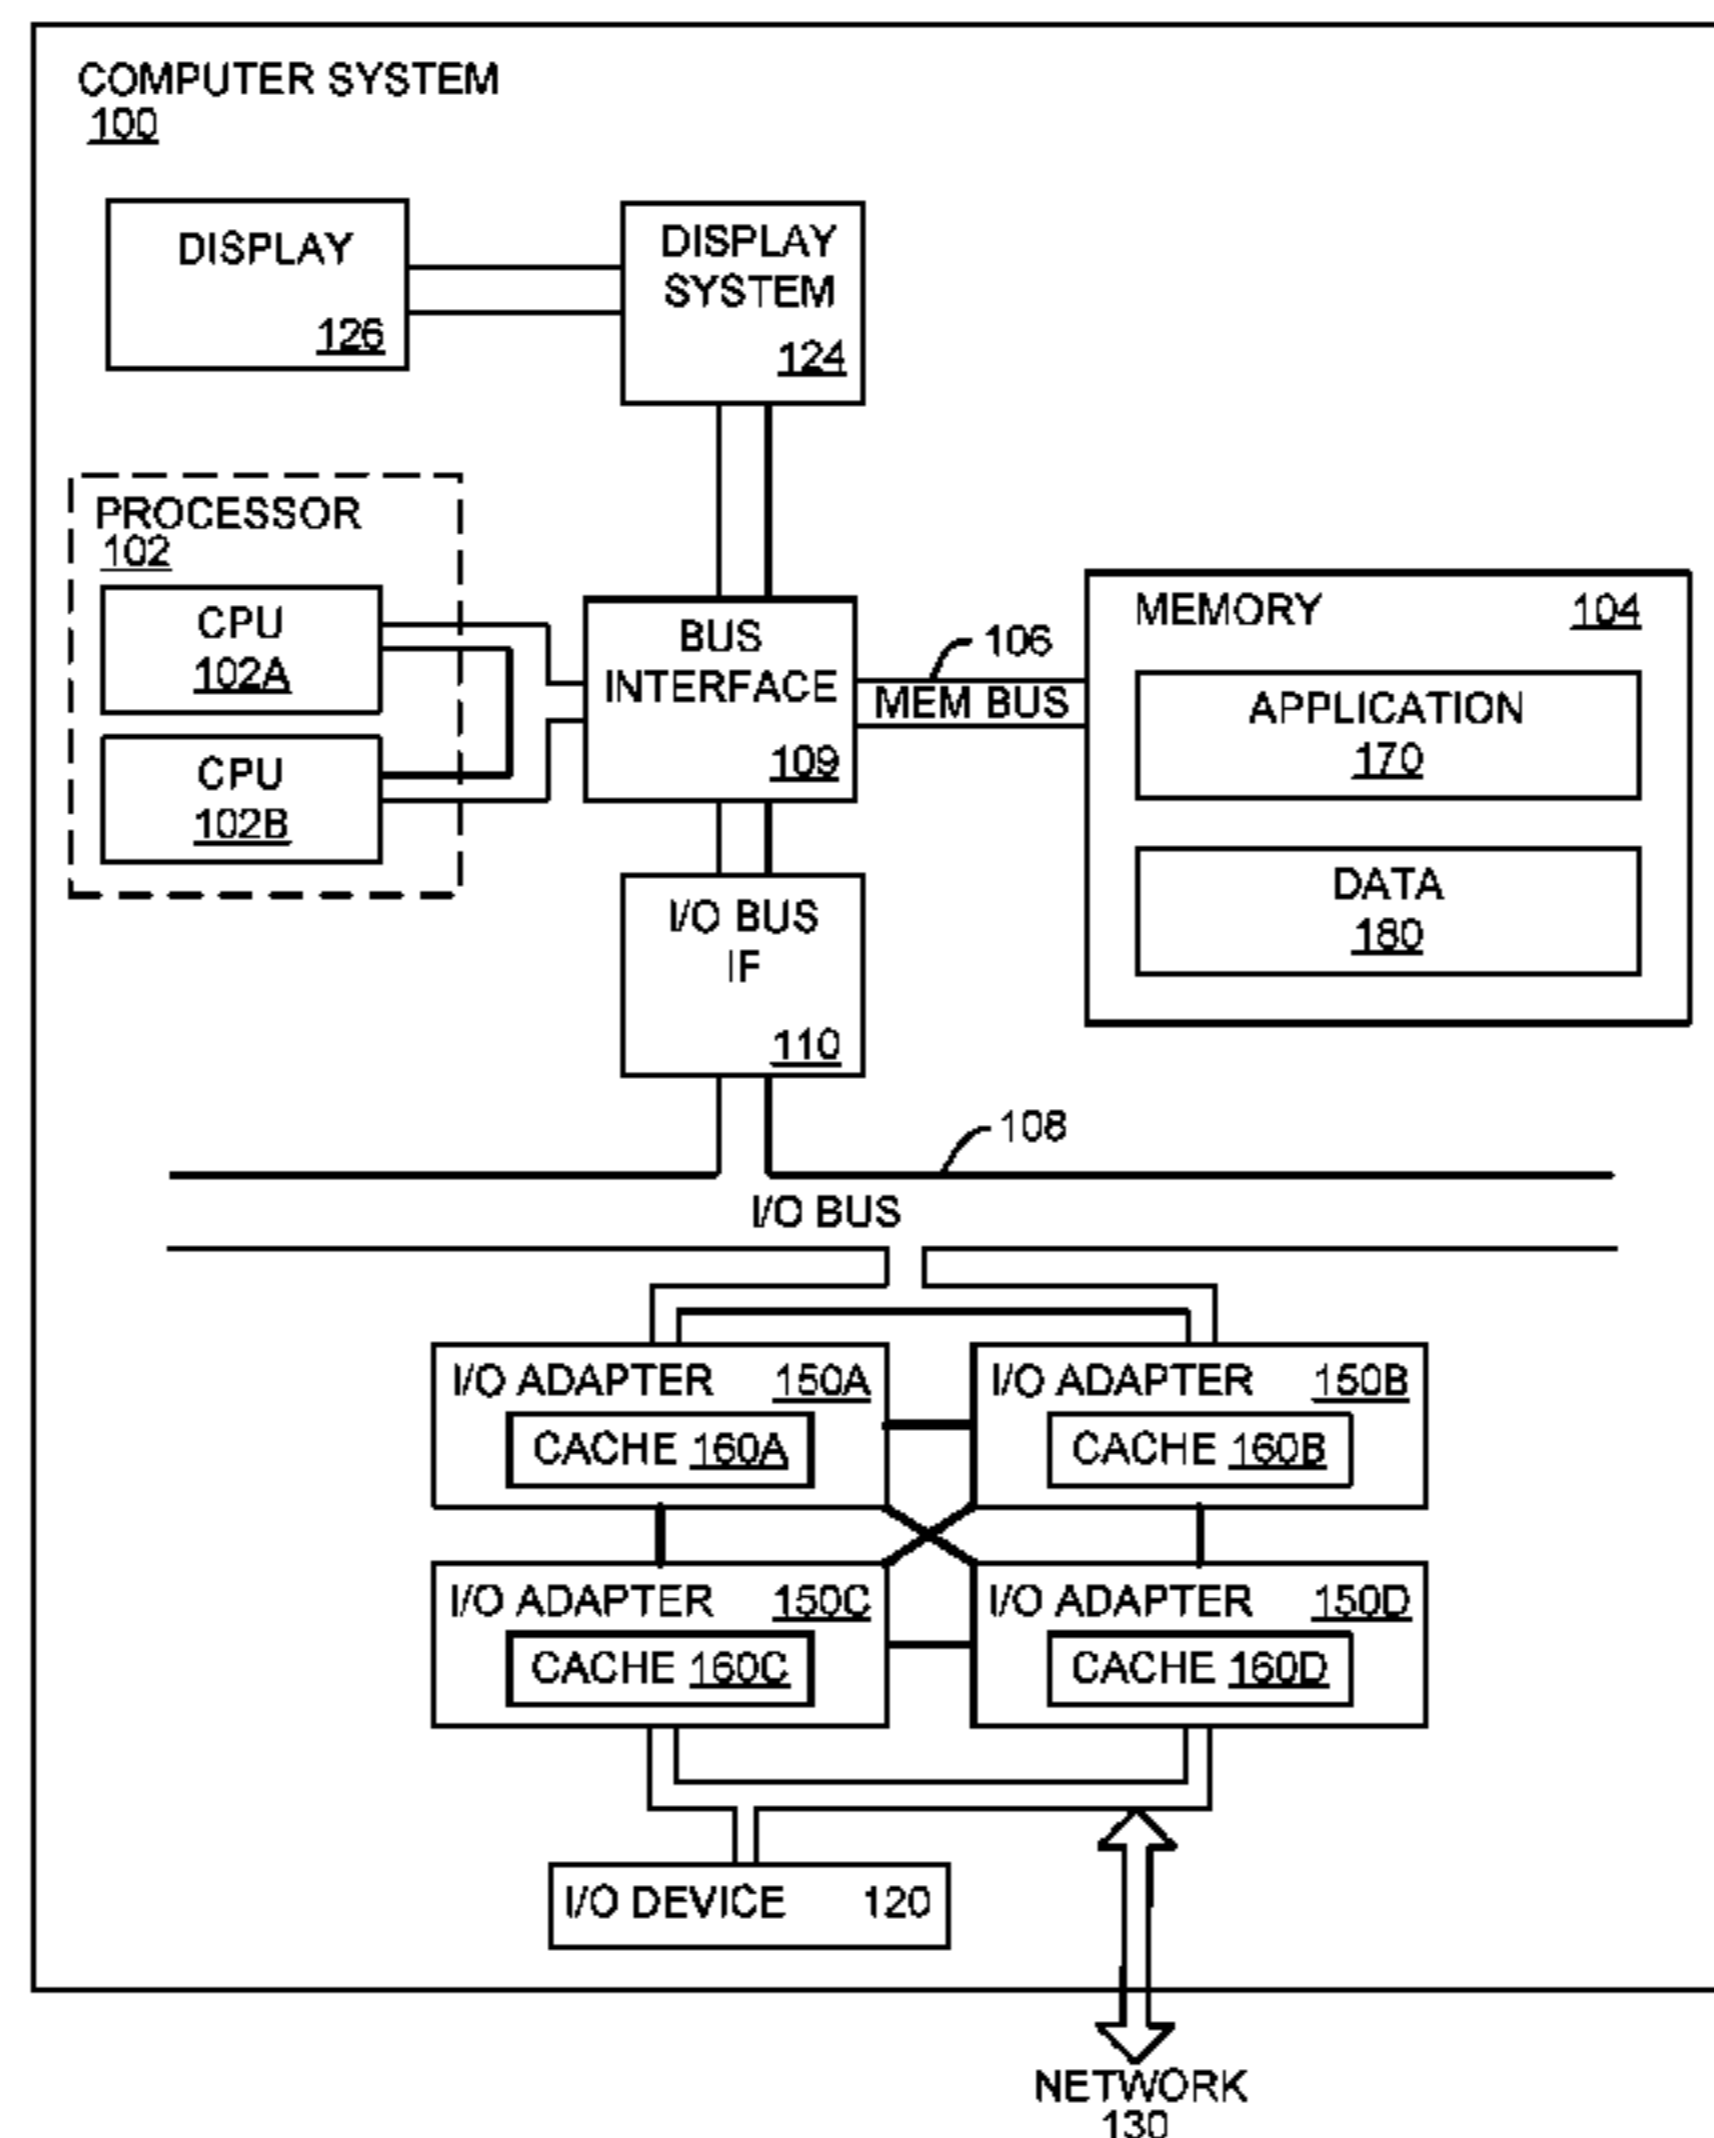 COMPUTER SYSTEM
100
DISPLAY
126
DISPLAY
SYSTEM
124
PROCESSOR
102
CPU
102A
CPU
102B
BUS
INTERFACE
109
106
MEM BUS
MEMORY 104
APPLICATION
170
DATA
180
I/O BUS
IF
110
108
I/O BUS
I/O ADAPTER 150A
CACHE 160A
I/O ADAPTER 150B
CACHE 160B
I/O ADAPTER 150C
CACHE 160C
I/O ADAPTER 150D
CACHE 160D
I/O DEVICE 120
NETWORK
130